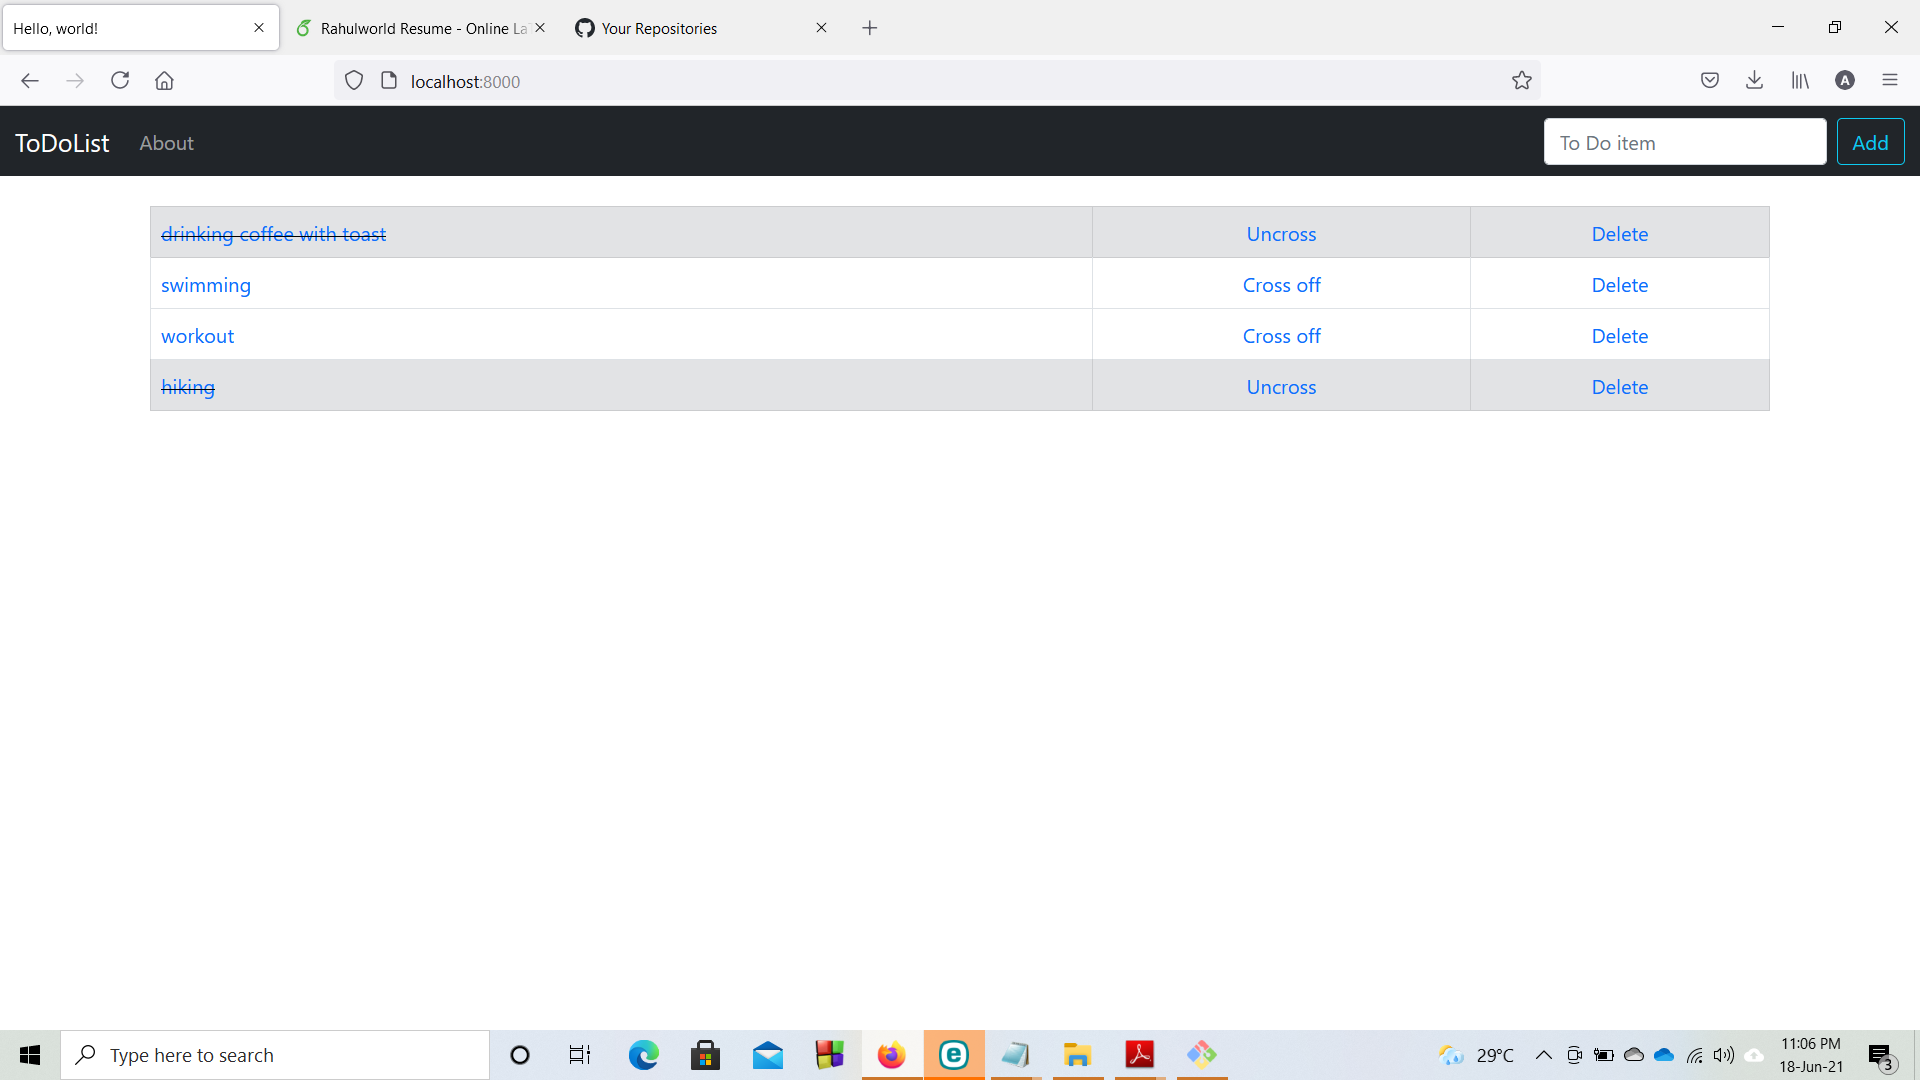 Hello, world!
Rahulworld Resume - Online La
Your Repositories
localhost:8000
A
ToDoList About To Do item Add
drinking coffee with toast Uncross Delete
swimming Cross off Delete
workout Cross off Delete
hiking Uncross Delete
Type here to search
29°C
11:06 PM
18-Jun-21
3